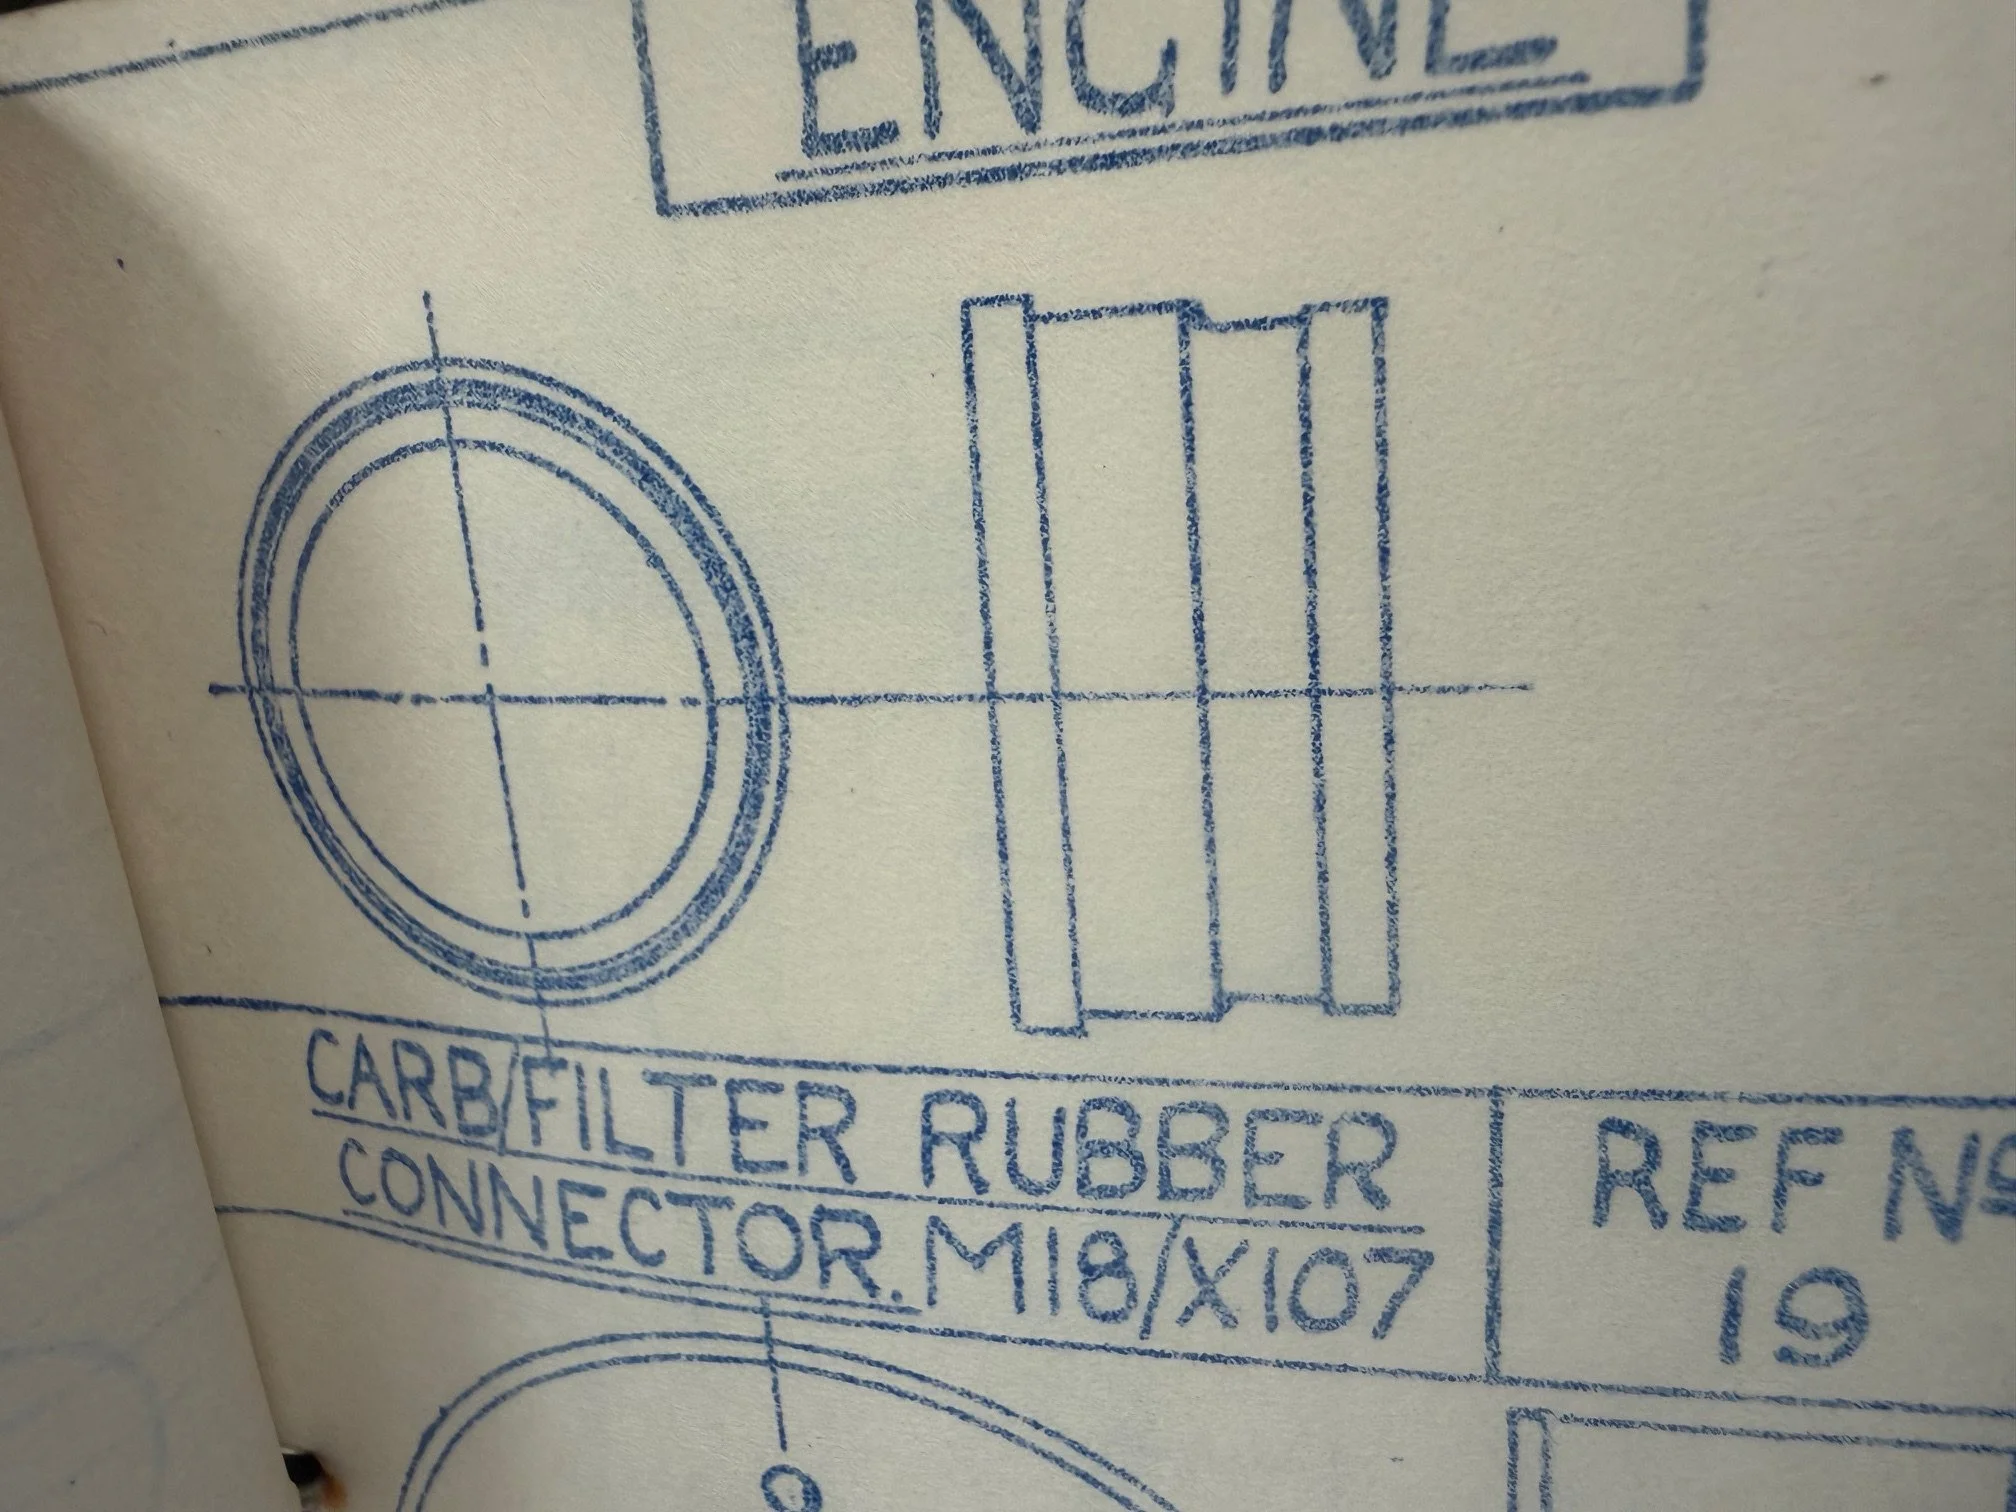 ENGINE
CARB/FILTER RUBBER
CONNECTOR. M18/X107
REF Nº
19